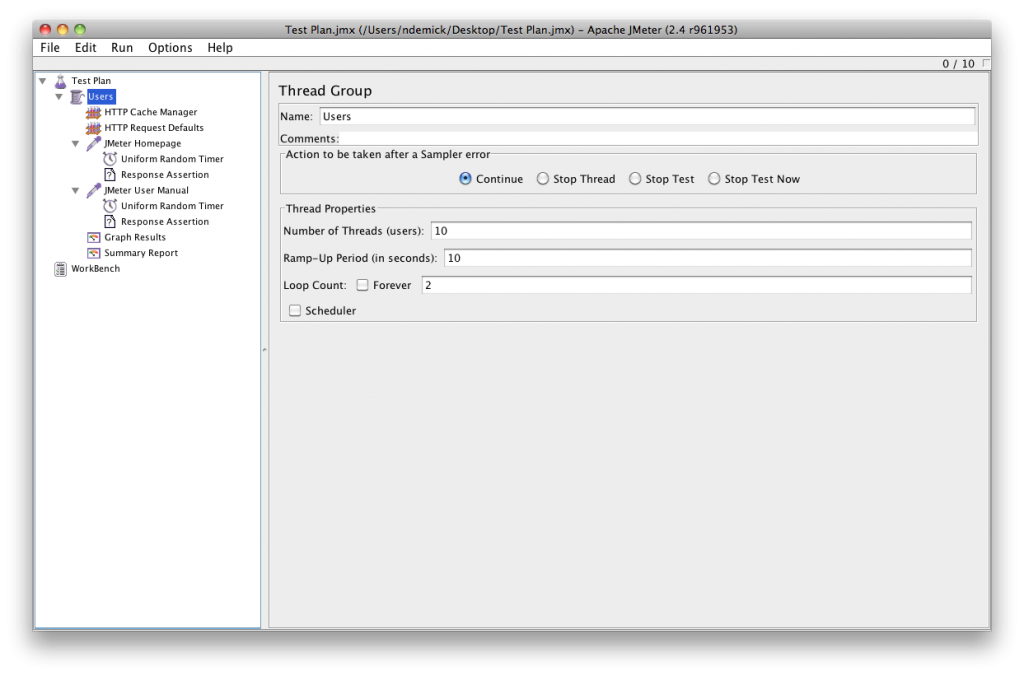 Test Plan.jmx (/Users/ndemick/Desktop/Test Plan.jmx) – Apache JMeter (2.4 r961953)
File Edit Run Options Help
0 / 10
Test Plan
Users
HTTP Cache Manager
HTTP Request Defaults
JMeter Homepage
Uniform Random Timer
Response Assertion
JMeter User Manual
Uniform Random Timer
Response Assertion
Graph Results
Summary Report
WorkBench
Thread Group
Name: Users
Comments:
Action to be taken after a Sampler error
Continue Stop Thread Stop Test Stop Test Now
Thread Properties
Number of Threads (users): 10
Ramp-Up Period (in seconds): 10
Loop Count: Forever 2
Scheduler